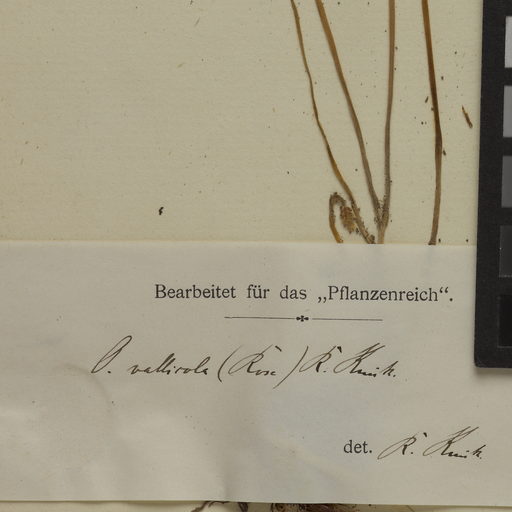 Bearbeitet für das „Pflanzenreich“.
O. vallicola (Rose) R. Knuth.
det. R. Knuth.